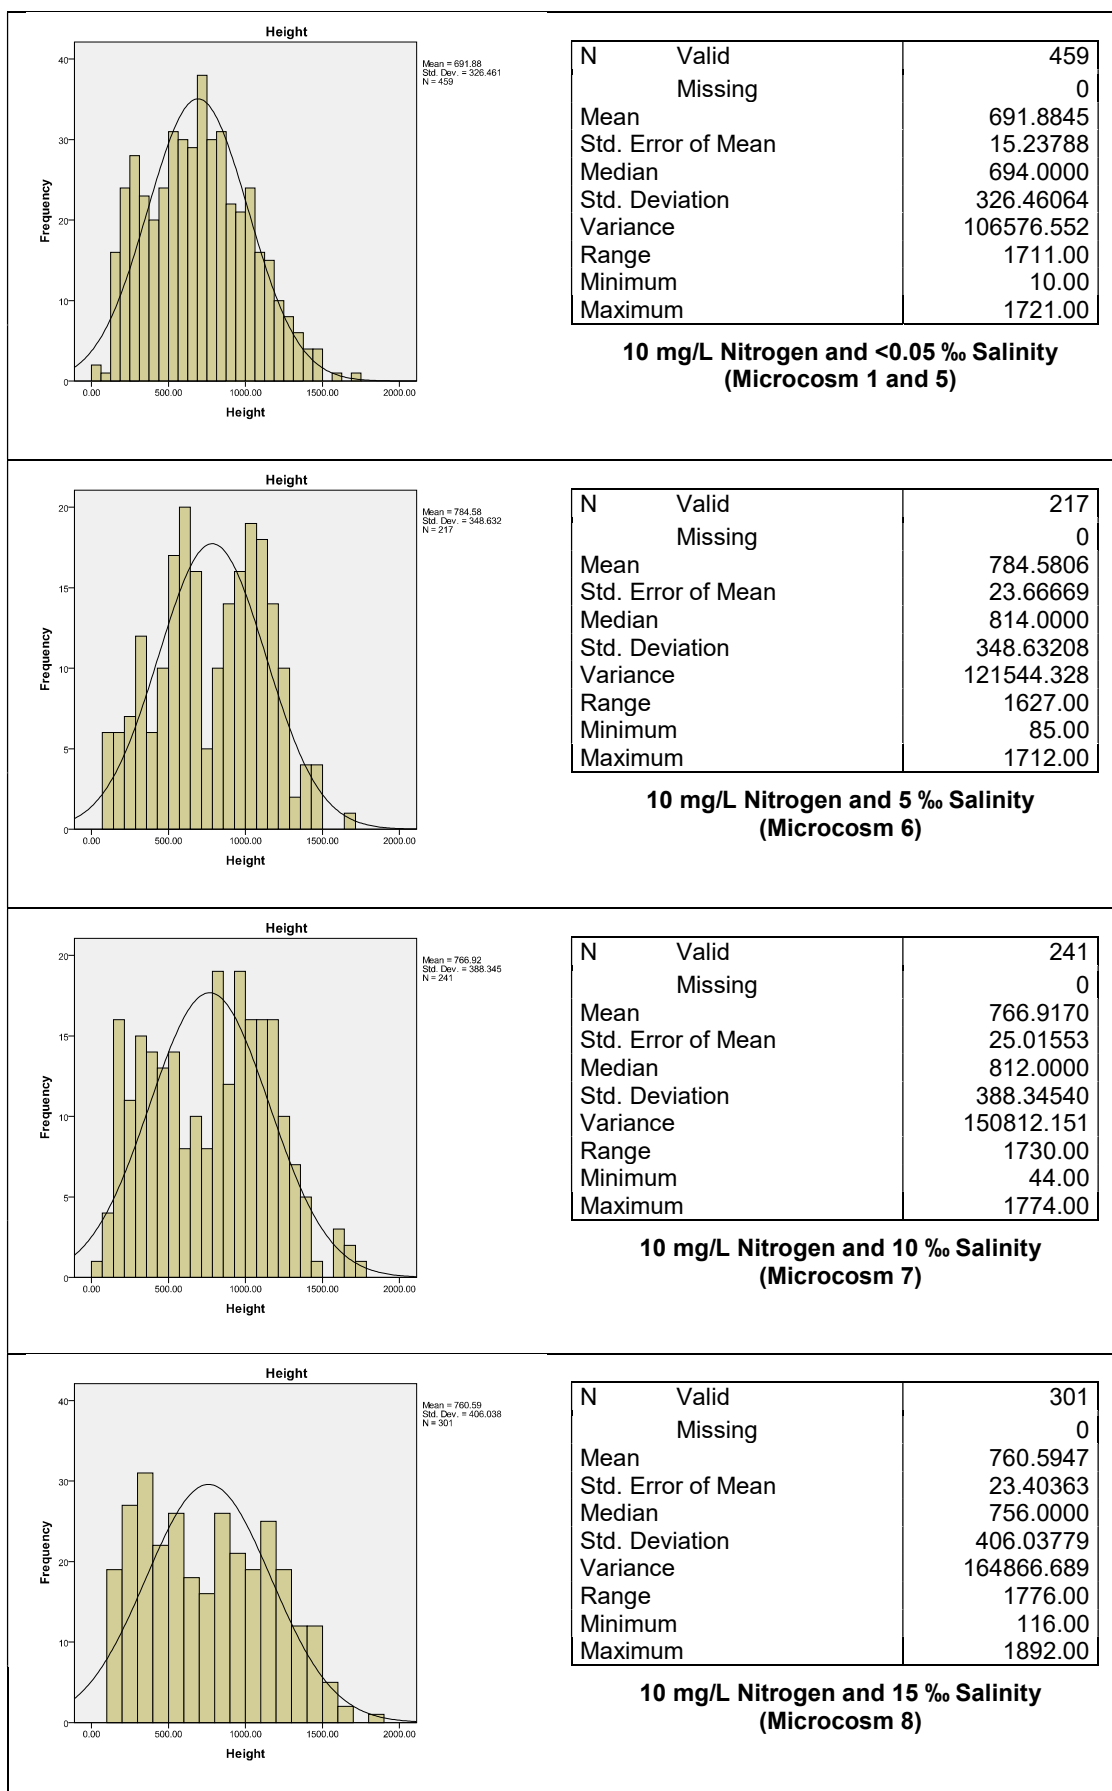 Height
Mean = 691.88
Std. Dev. = 326.461
N = 459
40
30
20
10
0
Frequency
0.00 500.00 1000.00 1500.00 2000.00
Height
N Valid 459
Missing 0
Mean 691.8845
Std. Error of Mean 15.23788
Median 694.0000
Std. Deviation 326.46064
Variance 106576.552
Range 1711.00
Minimum 10.00
Maximum 1721.00
10 mg/L Nitrogen and <0.05 ‰ Salinity
(Microcosm 1 and 5)
Height
Mean = 784.58
Std. Dev. = 348.632
N = 217
20
15
10
5
0
Frequency
0.00 500.00 1000.00 1500.00 2000.00
Height
N Valid 217
Missing 0
Mean 784.5806
Std. Error of Mean 23.66669
Median 814.0000
Std. Deviation 348.63208
Variance 121544.328
Range 1627.00
Minimum 85.00
Maximum 1712.00
10 mg/L Nitrogen and 5 ‰ Salinity
(Microcosm 6)
Height
Mean = 766.92
Std. Dev. = 388.345
N = 241
20
15
10
5
0
Frequency
0.00 500.00 1000.00 1500.00 2000.00
Height
N Valid 241
Missing 0
Mean 766.9170
Std. Error of Mean 25.01553
Median 812.0000
Std. Deviation 388.34540
Variance 150812.151
Range 1730.00
Minimum 44.00
Maximum 1774.00
10 mg/L Nitrogen and 10 ‰ Salinity
(Microcosm 7)
Height
Mean = 760.59
Std. Dev. = 406.038
N = 301
40
30
20
10
0
Frequency
0.00 500.00 1000.00 1500.00 2000.00
Height
N Valid 301
Missing 0
Mean 760.5947
Std. Error of Mean 23.40363
Median 756.0000
Std. Deviation 406.03779
Variance 164866.689
Range 1776.00
Minimum 116.00
Maximum 1892.00
10 mg/L Nitrogen and 15 ‰ Salinity
(Microcosm 8)